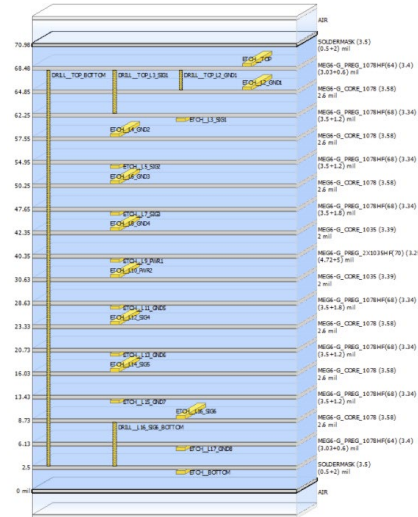 AIR
70.98
SOLDERMASK (3.5)
(0.5+2) mil
ETCH_TOP
68.48
DRILL_TOP_BOTTOM
DRILL_TOP_L3_SIG1
DRILL_TOP_L2_GND1
MEG6-G_PREG_1078HF(64) (3.4)
(3.03+0.6) mil
ETCH_L2_GND1
64.85
MEG6-G_CORE_1078 (3.58)
2.6 mil
62.25
ETCH_L3_SIG1
MEG6-G_PREG_1078HF(68) (3.34)
(3.5+1.2) mil
ETCH_L4_GND2
57.55
MEG6-G_CORE_1078 (3.58)
2.6 mil
54.95
ETCH_L5_SIG2
MEG6-G_PREG_1078HF(68) (3.34)
(3.5+1.2) mil
ETCH_L6_GND3
50.25
MEG6-G_CORE_1078 (3.58)
2.6 mil
47.65
ETCH_L7_SIG3
MEG6-G_PREG_1078HF(68) (3.34)
(3.5+1.8) mil
ETCH_L8_GND4
42.35
MEG6-G_CORE_1035 (3.39)
2 mil
40.35
ETCH_L9_PWR1
MEG6-G_PREG_2X1035HF(70) (3.2
(4.72+5) mil
ETCH_L10_PWR2
30.63
MEG6-G_CORE_1035 (3.39)
2 mil
28.63
ETCH_L11_GND5
MEG6-G_PREG_1078HF(68) (3.34)
(3.5+1.8) mil
ETCH_L12_SIG4
23.33
MEG6-G_CORE_1078 (3.58)
2.6 mil
20.73
ETCH_L13_GND6
MEG6-G_PREG_1078HF(68) (3.34)
(3.5+1.2) mil
ETCH_L14_SIG5
16.03
MEG6-G_CORE_1078 (3.58)
2.6 mil
13.43
ETCH_L15_GND7
MEG6-G_PREG_1078HF(68) (3.34)
(3.5+1.2) mil
ETCH_L16_SIG6
8.73
DRILL_L16_SIG6_BOTTOM
MEG6-G_CORE_1078 (3.58)
2.6 mil
6.13
ETCH_L17_GND8
MEG6-G_PREG_1078HF(64) (3.4)
(3.03+0.6) mil
2.5
ETCH_BOTTOM
SOLDERMASK (3.5)
(0.5+2) mil
0 mil
AIR